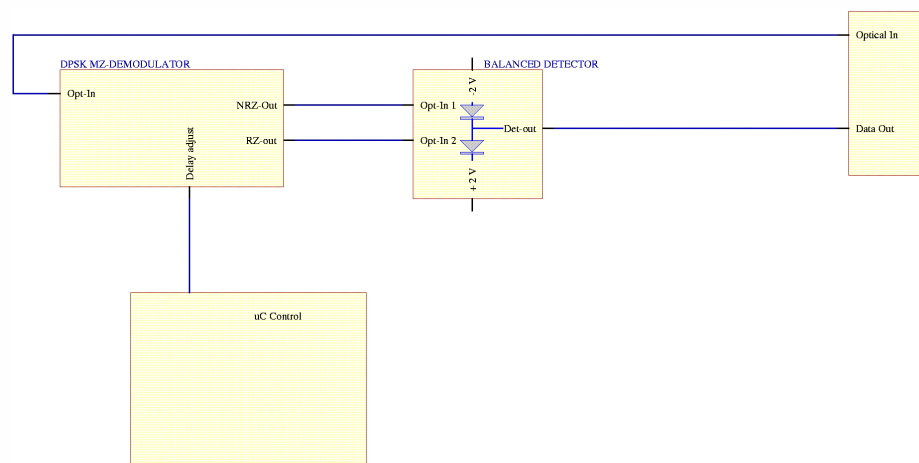 Optical In
DPSK MZ-DEMODULATOR
BALANCED DETECTOR
-2 V
Opt-In
NRZ-Out
Opt-In 1
RZ-out
Opt-In 2
Det-out
Data Out
Delay adjust
+ 2 V
uC Control